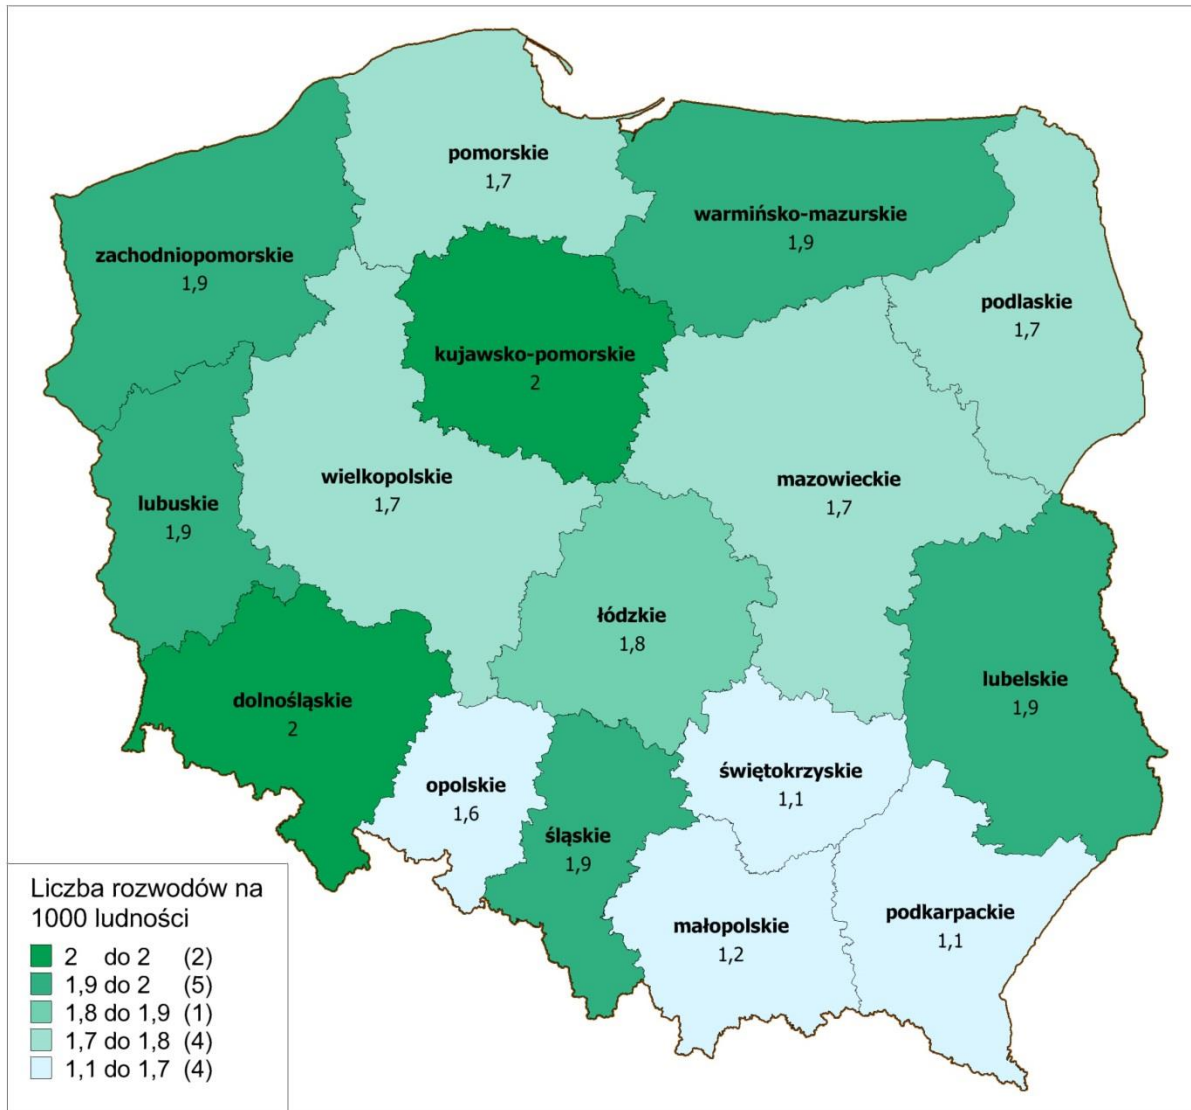 pomorskie
1,7
warmińsko-mazurskie
1,9
zachodniopomorskie
1,9
podlaskie
1,7
kujawsko-pomorskie
2
wielkopolskie
1,7
mazowieckie
1,7
lubuskie
1,9
łódzkie
1,8
lubelskie
1,9
dolnośląskie
2
opolskie
1,6
świętokrzyskie
1,1
śląskie
1,9
małopolskie
1,2
podkarpackie
1,1
Liczba rozwodów na
1000 ludności
2 do 2 (2)
1,9 do 2 (5)
1,8 do 1,9 (1)
1,7 do 1,8 (4)
1,1 do 1,7 (4)